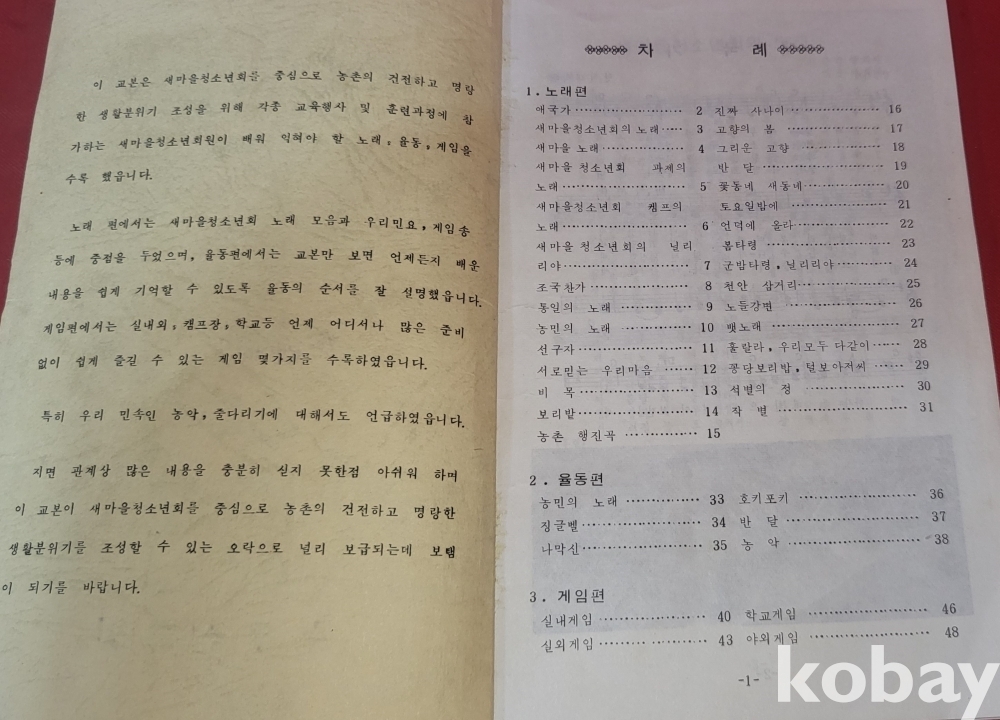 이 교본은 새마을청소년회를 중심으로 농촌의 건전하고 명랑
한 생활분위기 조성을 위해 각종 교육행사 및 훈련과정에 참
가하는 새마을청소년회원이 배워 익혀야 할 노래, 율동, 게임을
수록 했읍니다.
노래 편에서는 새마을청소년회 노래 모음과 우리민요, 게임송
등에 중점을 두었으며, 율동편에서는 교본만 보면 언제든지 배운
내용을 쉽게 기억할 수 있도록 율동의 순서를 잘 설명했읍니다.
게임편에서는 실내외, 캠프장, 학교등 언제 어디서나 많은 준비
없이 쉽게 즐길 수 있는 게임 몇가지를 수록하였읍니다.
특히 우리 민속인 농악, 줄다리기에 대해서도 언급하였읍니다.
지면 관계상 많은 내용을 충분히 싣지 못한점 아쉬워 하며
이 교본이 새마을청소년회를 중심으로 농촌의 건전하고 명랑한
생활분위기를 조성할 수 있는 오락으로 널리 보급되는데 보탬
이 되기를 바랍니다.
차 례
1. 노래편
애국가 ················ 2
새마을청소년회의 노래 ····· 3
새마을 노래 ············· 4
새마을 청소년회 과제의
노래 ·················· 5
새마을청소년회 캠프의
노래 ·················· 6
새마을 청소년회의 닐리
리야 ·················· 7
조국찬가 ··············· 8
통일의 노래 ············· 9
농민의 노래 ············· 10
선구자 ················ 11
서로믿는 우리마음 ······· 12
비 목 ················· 13
보리밭 ················ 14
농촌 행진곡 ············· 15
진짜 사나이 ············· 16
고향의 봄 ·············· 17
그리운 고향 ············· 18
반 달 ················· 19
꽃동네 새동네 ··········· 20
토요일밤에 ············· 21
언덕에 올라 ············· 22
봄타령 ················ 23
군밤타령, 닐리리야 ······· 24
천안 삼거리 ············· 25
노들강변 ··············· 26
뱃노래 ················ 27
훌랄라, 우리모두 다같이 ···· 28
꽁당보리밥, 털보아저씨 ···· 29
석별의 정 ·············· 30
작 별 ················· 31
2. 율동편
농민의 노래 ············· 33
징글벨 ················ 34
나막신 ················ 35
호키포키 ··············· 36
반 달 ················· 37
농 악 ················· 38
3. 게임편
실내게임 ··············· 40
실외게임 ··············· 43
학교게임 ··············· 46
야외게임 ··············· 48
-1-
kobay